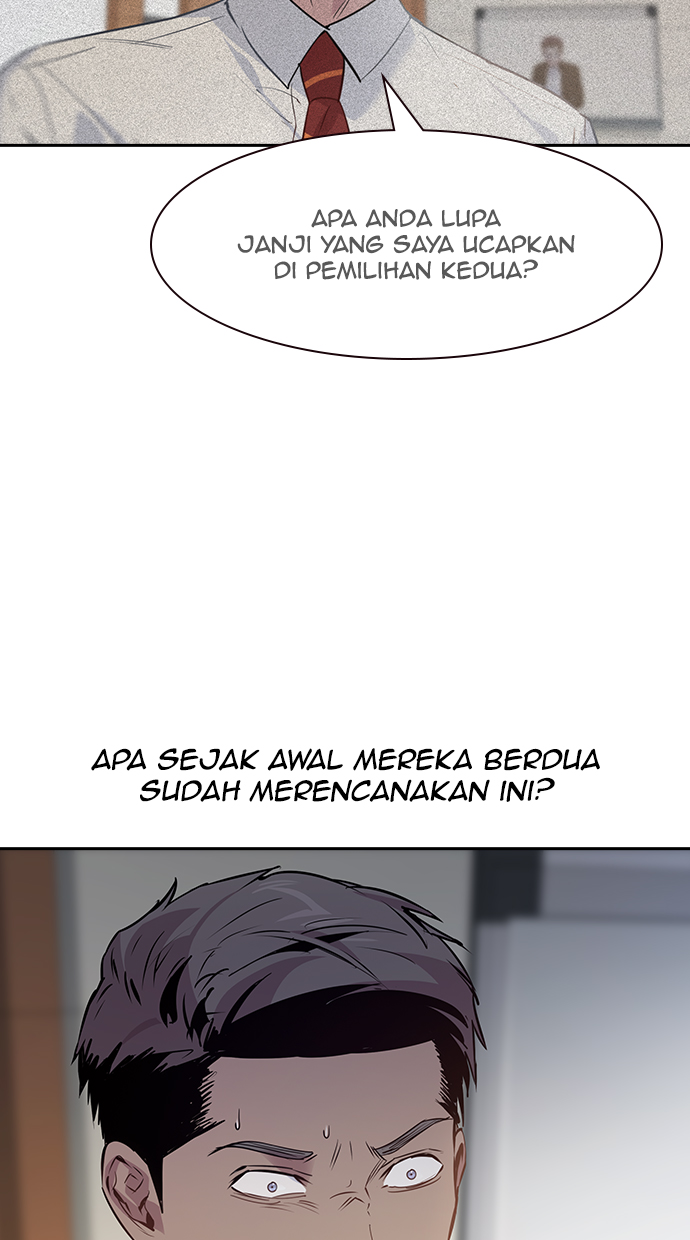 APA ANDA LUPA
JANJI YANG SAYA UCAPKAN
DI PEMILIHAN KEDUA?
APA SEJAK AWAL MEREKA BERDUA
SUDAH MERENCANAKAN INI?